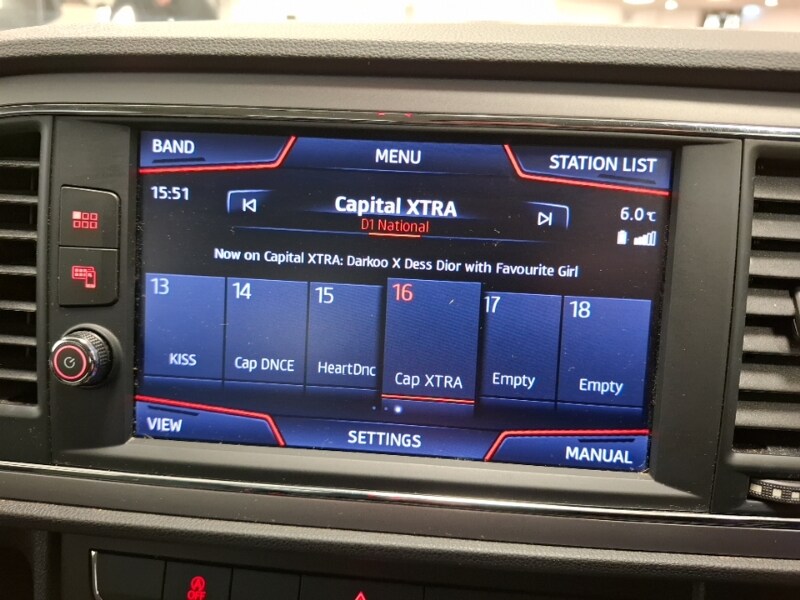 BAND
MENU
STATION LIST
15:51
Capital XTRA
6.0℃
D1 National
Now on Capital XTRA: Darkoo X Dess Dior with Favourite Girl
13
14
15
16
17
18
KISS
Cap DNCE
HeartDnc
Cap XTRA
Empty
Empty
VIEW
SETTINGS
MANUAL
A
OFF